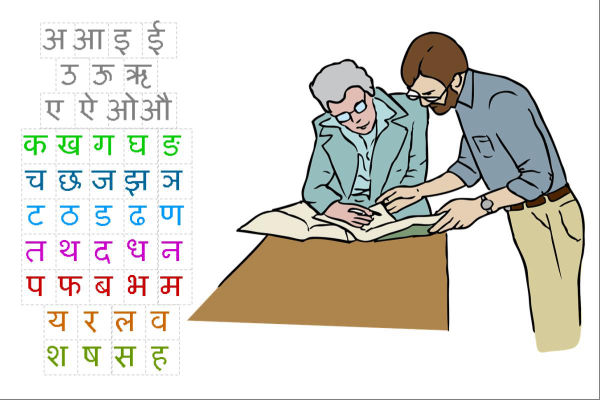 अ आ इ ई
उ ऊ ऋ
ए ऐ ओ औ
क ख ग घ ङ
च छ ज झ ञ
ट ठ ड ढ ण
त थ द ध न
प फ ब भ म
य र ल व
श ष स ह